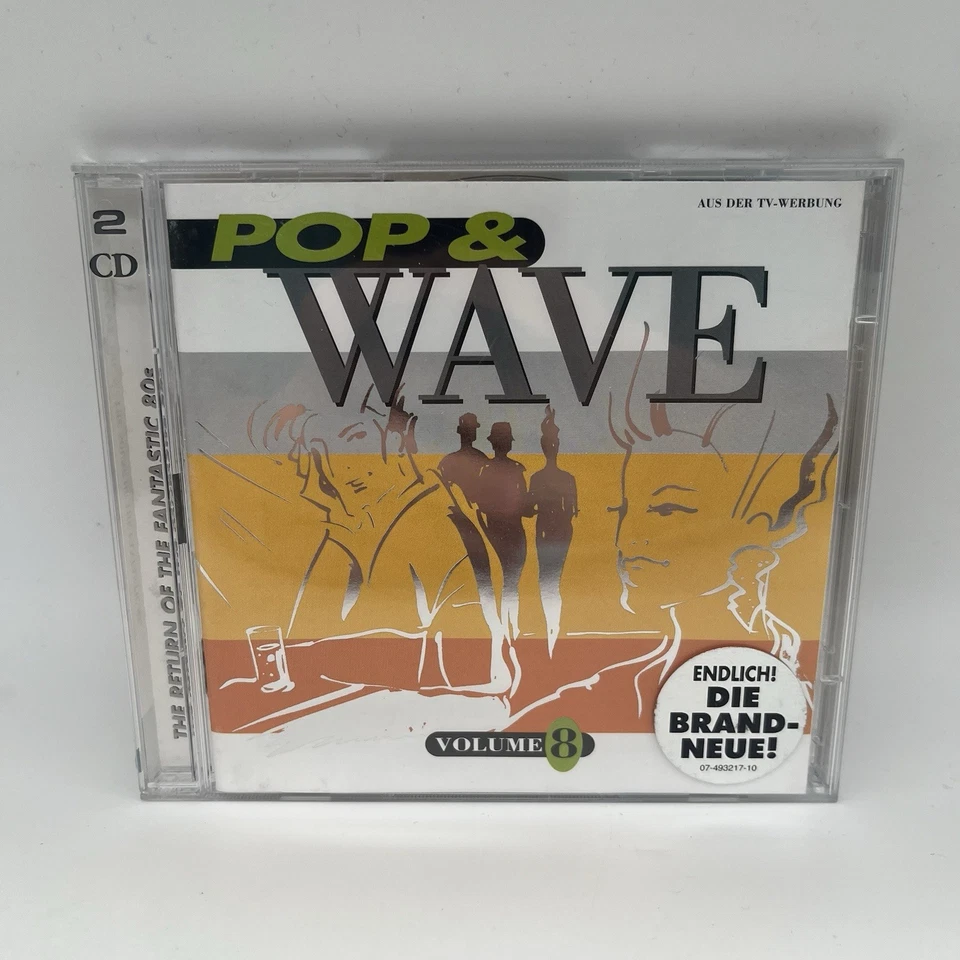 2
CD
THE RETURN OF THE FANTASTIC 80s
AUS DER TV-WERBUNG
POP &
WAVE
VOLUME 8
ENDLICH!
DIE
BRAND-
NEUE!
07-493217-10